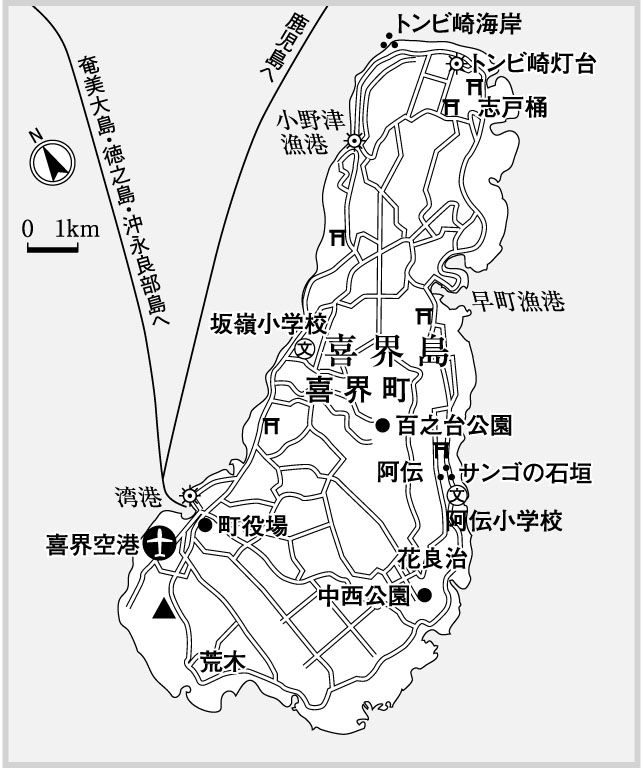 トンビ崎海岸
鹿児島へ
トンビ崎灯台
奄美大島・徳之島・沖永良部島へ
志戸桶
小野津
漁港
N
0 1km
早町漁港
坂嶺小学校
文
喜界島
喜界町
百之台公園
阿伝
サンゴの石垣
湾港
文
町役場
阿伝小学校
喜界空港
花良治
中西公園
荒木